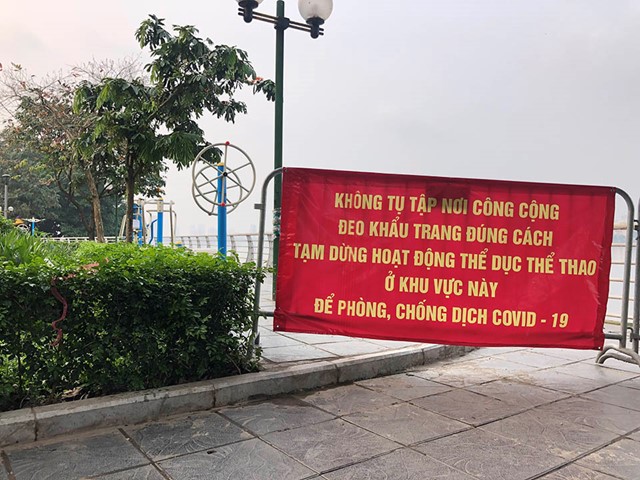 KHÔNG TỤ TẬP NƠI CÔNG CỘNG
ĐEO KHẨU TRANG ĐÚNG CÁCH
TẠM DỪNG HOẠT ĐỘNG THỂ DỤC THỂ THAO
Ở KHU VỰC NÀY
ĐỂ PHÒNG, CHỐNG DỊCH COVID - 19